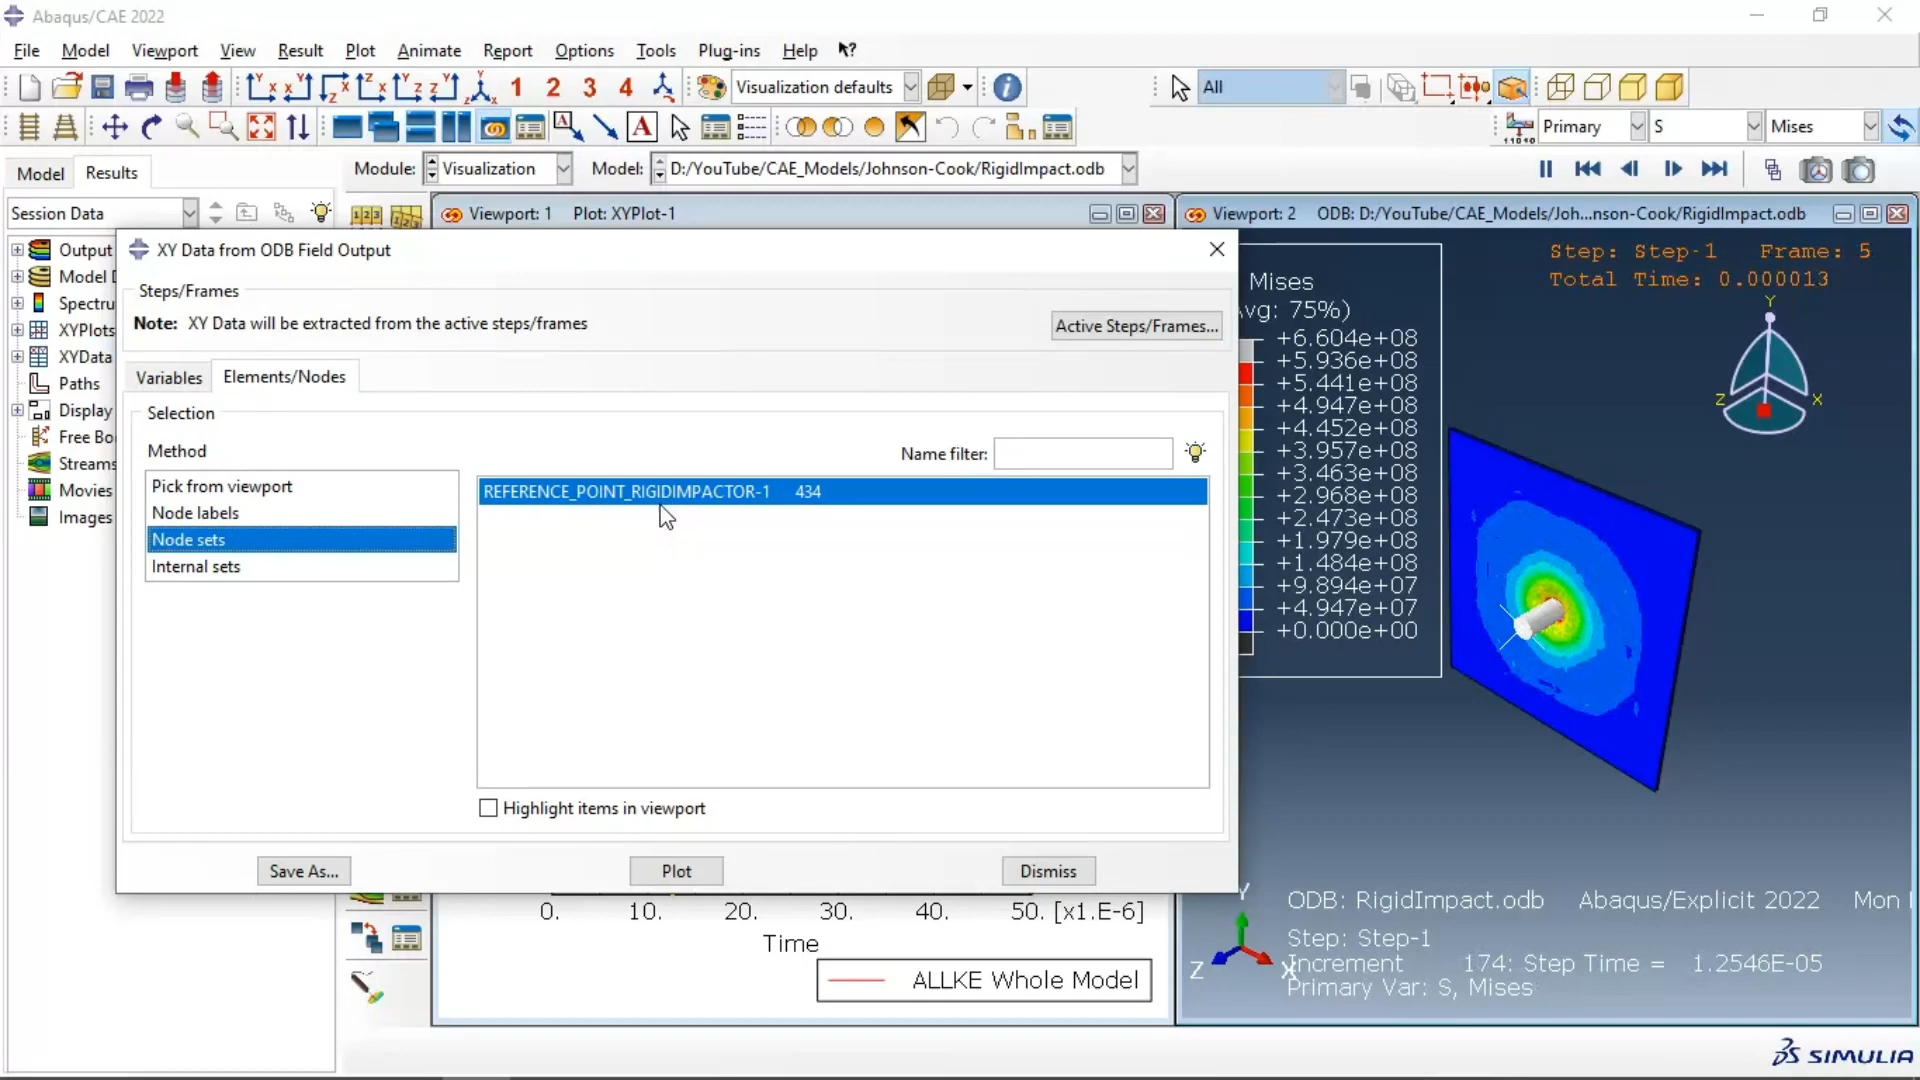 Abaqus/CAE 2022
File Model Viewport View Result Plot Animate Report Options Tools Plug-ins Help
1 2 3 4 Visualization defaults All
Primary S Mises
Model Results Module: Visualization Model: D:/YouTube/CAE_Models/Johnson-Cook/RigidImpact.odb
Session Data
Viewport: 1 Plot: XYPlot-1
Viewport: 2 ODB: D:/YouTube/CAE_Models/Joh...nson-Cook/RigidImpact.odb
Output
Model D
Spectru
XYPlots
XYData
Paths
Display
Free Bo
Streams
Movies
Images
XY Data from ODB Field Output
Steps/Frames
Note: XY Data will be extracted from the active steps/frames
Active Steps/Frames...
Variables Elements/Nodes
Selection
Method
Name filter:
Pick from viewport
Node labels
Node sets
Internal sets
REFERENCE_POINT_RIGIDIMPACTOR-1 434
Highlight items in viewport
Save As... Plot Dismiss
0. 10. 20. 30. 40. 50. [x1.E-6]
Time
ALLKE Whole Model
Step: Step-1 Frame: 5
Total Time: 0.000013
Y
Z X
Mises
vg: 75%)
+6.604e+08
+5.936e+08
+5.441e+08
+4.947e+08
+4.452e+08
+3.957e+08
+3.463e+08
+2.968e+08
+2.473e+08
+1.979e+08
+1.484e+08
+9.894e+07
+4.947e+07
+0.000e+00
Y
Z X
ODB: RigidImpact.odb Abaqus/Explicit 2022 Mon
Step: Step-1
Increment 174: Step Time = 1.2546E-05
Primary Var: S, Mises
SIMULIA